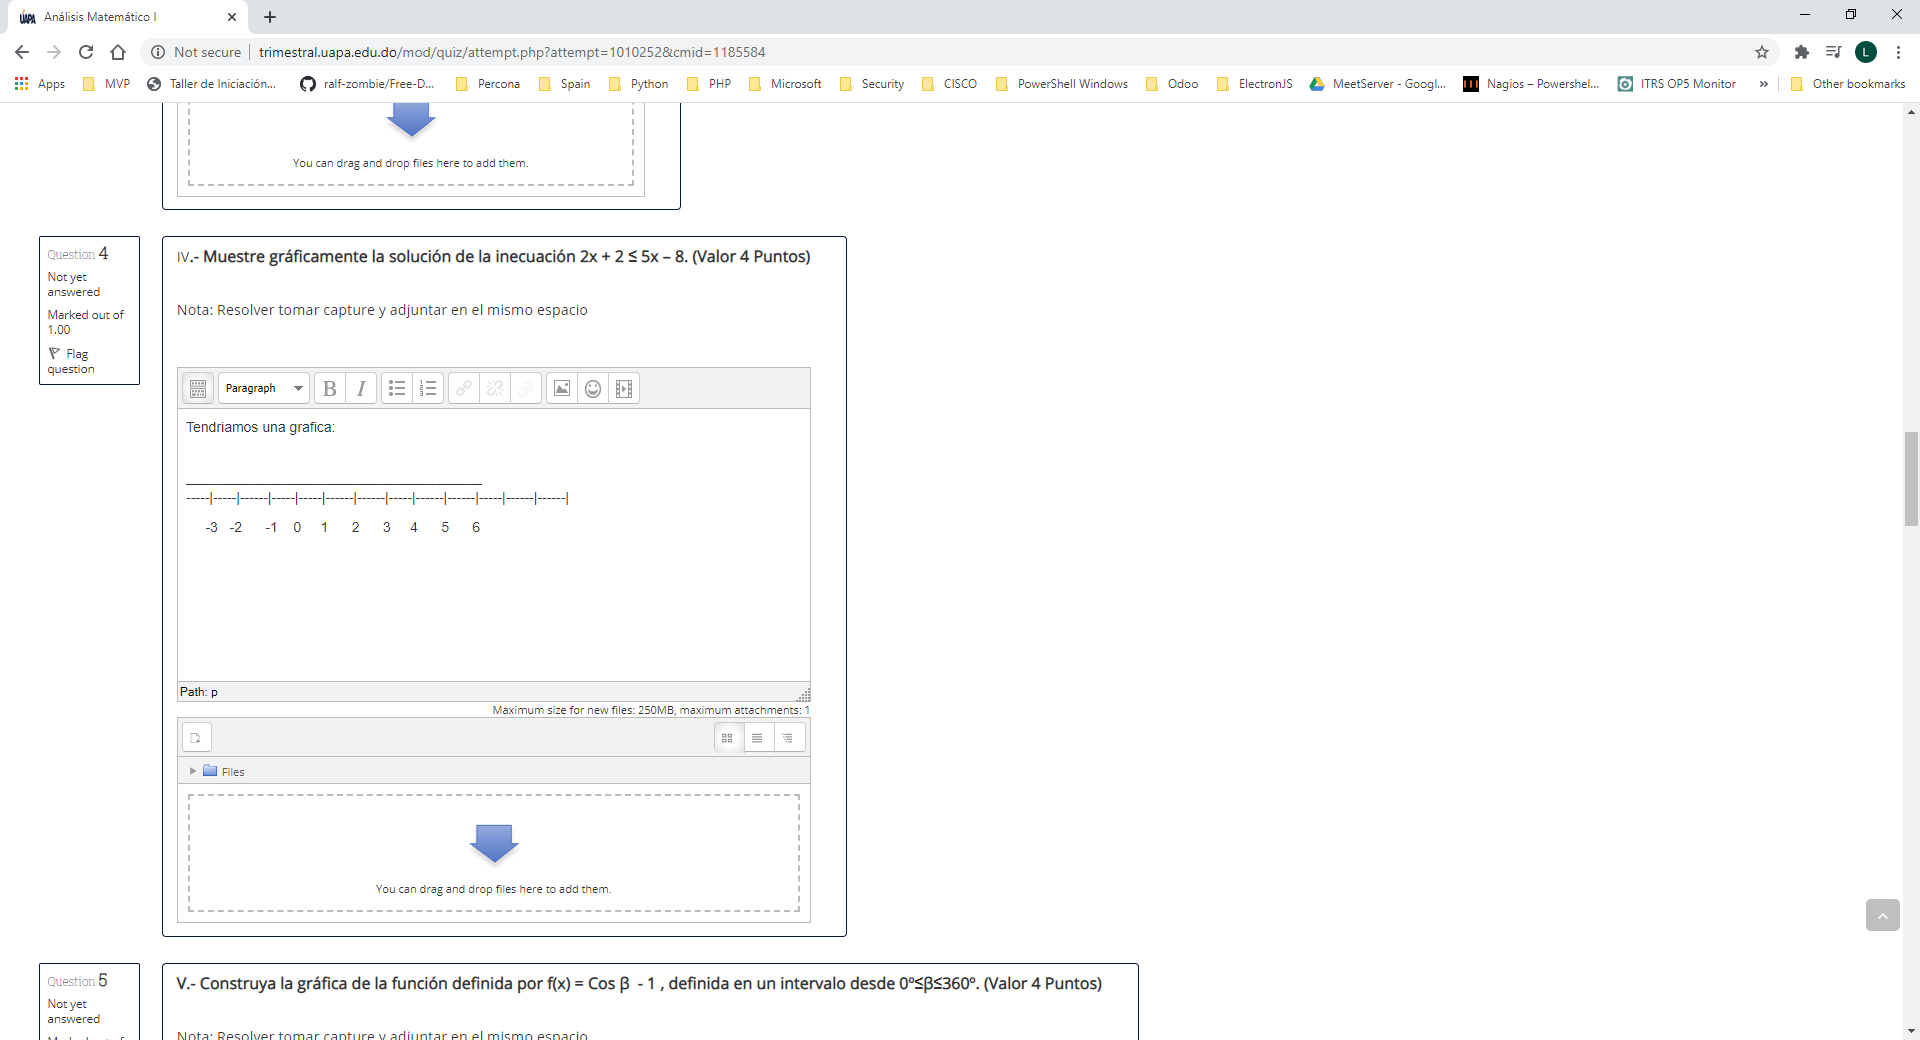 UAPA Análisis Matemático I
Not secure trimestral.uapa.edu.do/mod/quiz/attempt.php?attempt=1010252&cmid=1185584 L
Apps MVP Taller de Iniciación... ralf-zombie/Free-D... Percona Spain Python PHP Microsoft Security CISCO PowerShell Windows Odoo ElectronJS MeetServer - Googl... Nagios – Powershel... ITRS OP5 Monitor » Other bookmarks
You can drag and drop files here to add them.
Question 4
Not yet
answered
Marked out of
1.00
Flag
question
IV.- Muestre gráficamente la solución de la inecuación 2x + 2 ≤ 5x – 8. (Valor 4 Puntos)
Nota: Resolver tomar capture y adjuntar en el mismo espacio
Paragraph B I
Tendriamos una grafica:
______________________________________
-----|-----|------|-----|-----|------|------|-----|------|------|-----|------|------|
-3 -2 -1 0 1 2 3 4 5 6
Path: p
Maximum size for new files: 250MB, maximum attachments: 1
Files
You can drag and drop files here to add them.
Question 5
Not yet
answered
Marked out of
V.- Construya la gráfica de la función definida por f(x) = Cos β - 1 , definida en un intervalo desde 0º≤β≤360º. (Valor 4 Puntos)
Nota: Resolver tomar capture y adjuntar en el mismo espacio